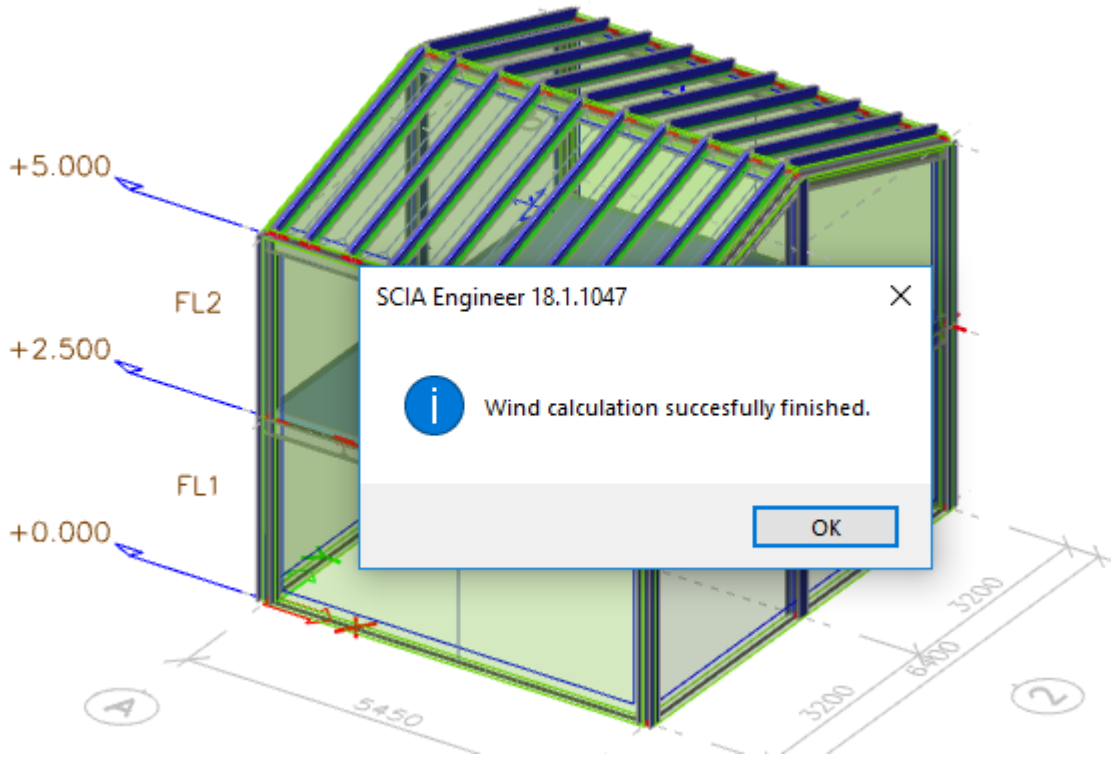 +5.000
FL2
+2.500
FL1
+0.000
SCIA Engineer 18.1.1047
Wind calculation succesfully finished.
OK
3200
6400
3200
5450
A
2